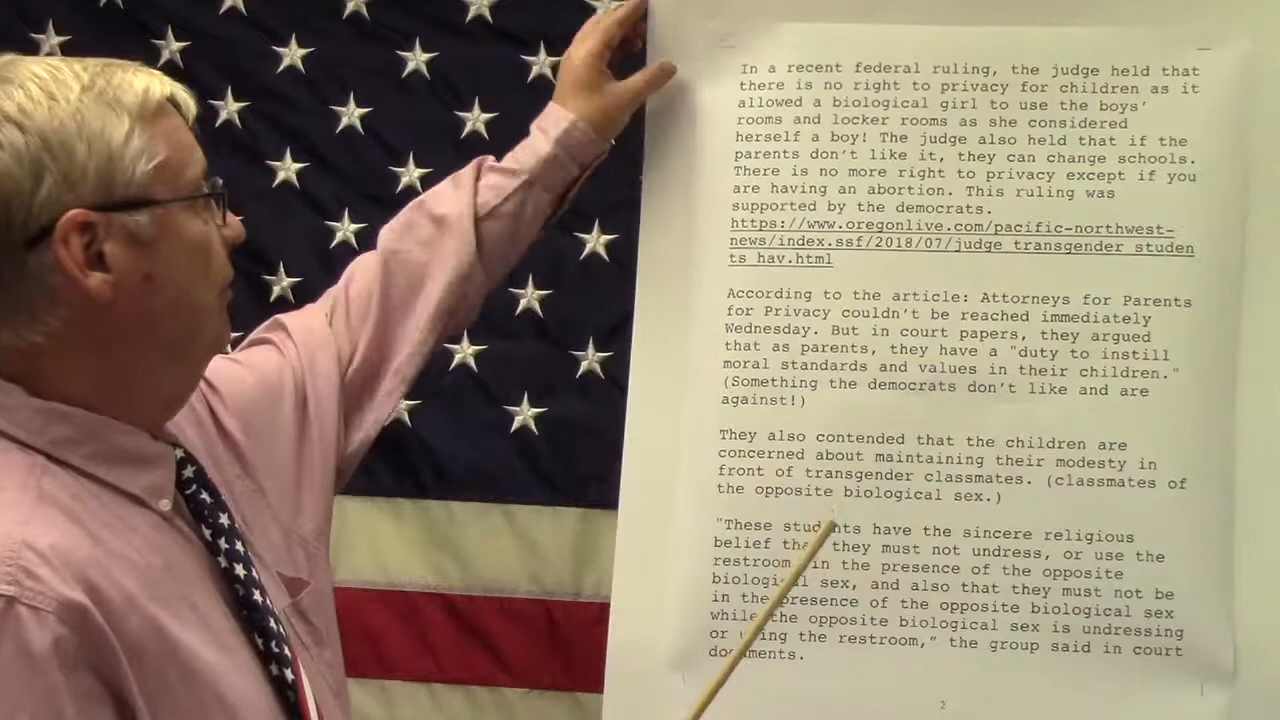 In a recent federal ruling, the judge held that
there is no right to privacy for children as it
allowed a biological girl to use the boys'
rooms and locker rooms as she considered
herself a boy! The judge also held that if the
parents don't like it, they can change schools.
There is no more right to privacy except if you
are having an abortion. This ruling was
supported by the democrats.
https://www.oregonlive.com/pacific-northwest-
news/index.ssf/2018/07/judge_transgender_studen
ts_hav.html
According to the article: Attorneys for Parents
for Privacy couldn't be reached immediately
Wednesday. But in court papers, they argued
that as parents, they have a "duty to instill
moral standards and values in their children."
(Something the democrats don't like and are
against!)
They also contended that the children are
concerned about maintaining their modesty in
front of transgender classmates. (classmates of
the opposite biological sex.)
"These students have the sincere religious
belief that they must not undress, or use the
restroom, in the presence of the opposite
biological sex, and also that they must not be
in the presence of the opposite biological sex
while the opposite biological sex is undressing
or using the restroom," the group said in court
documents.
2